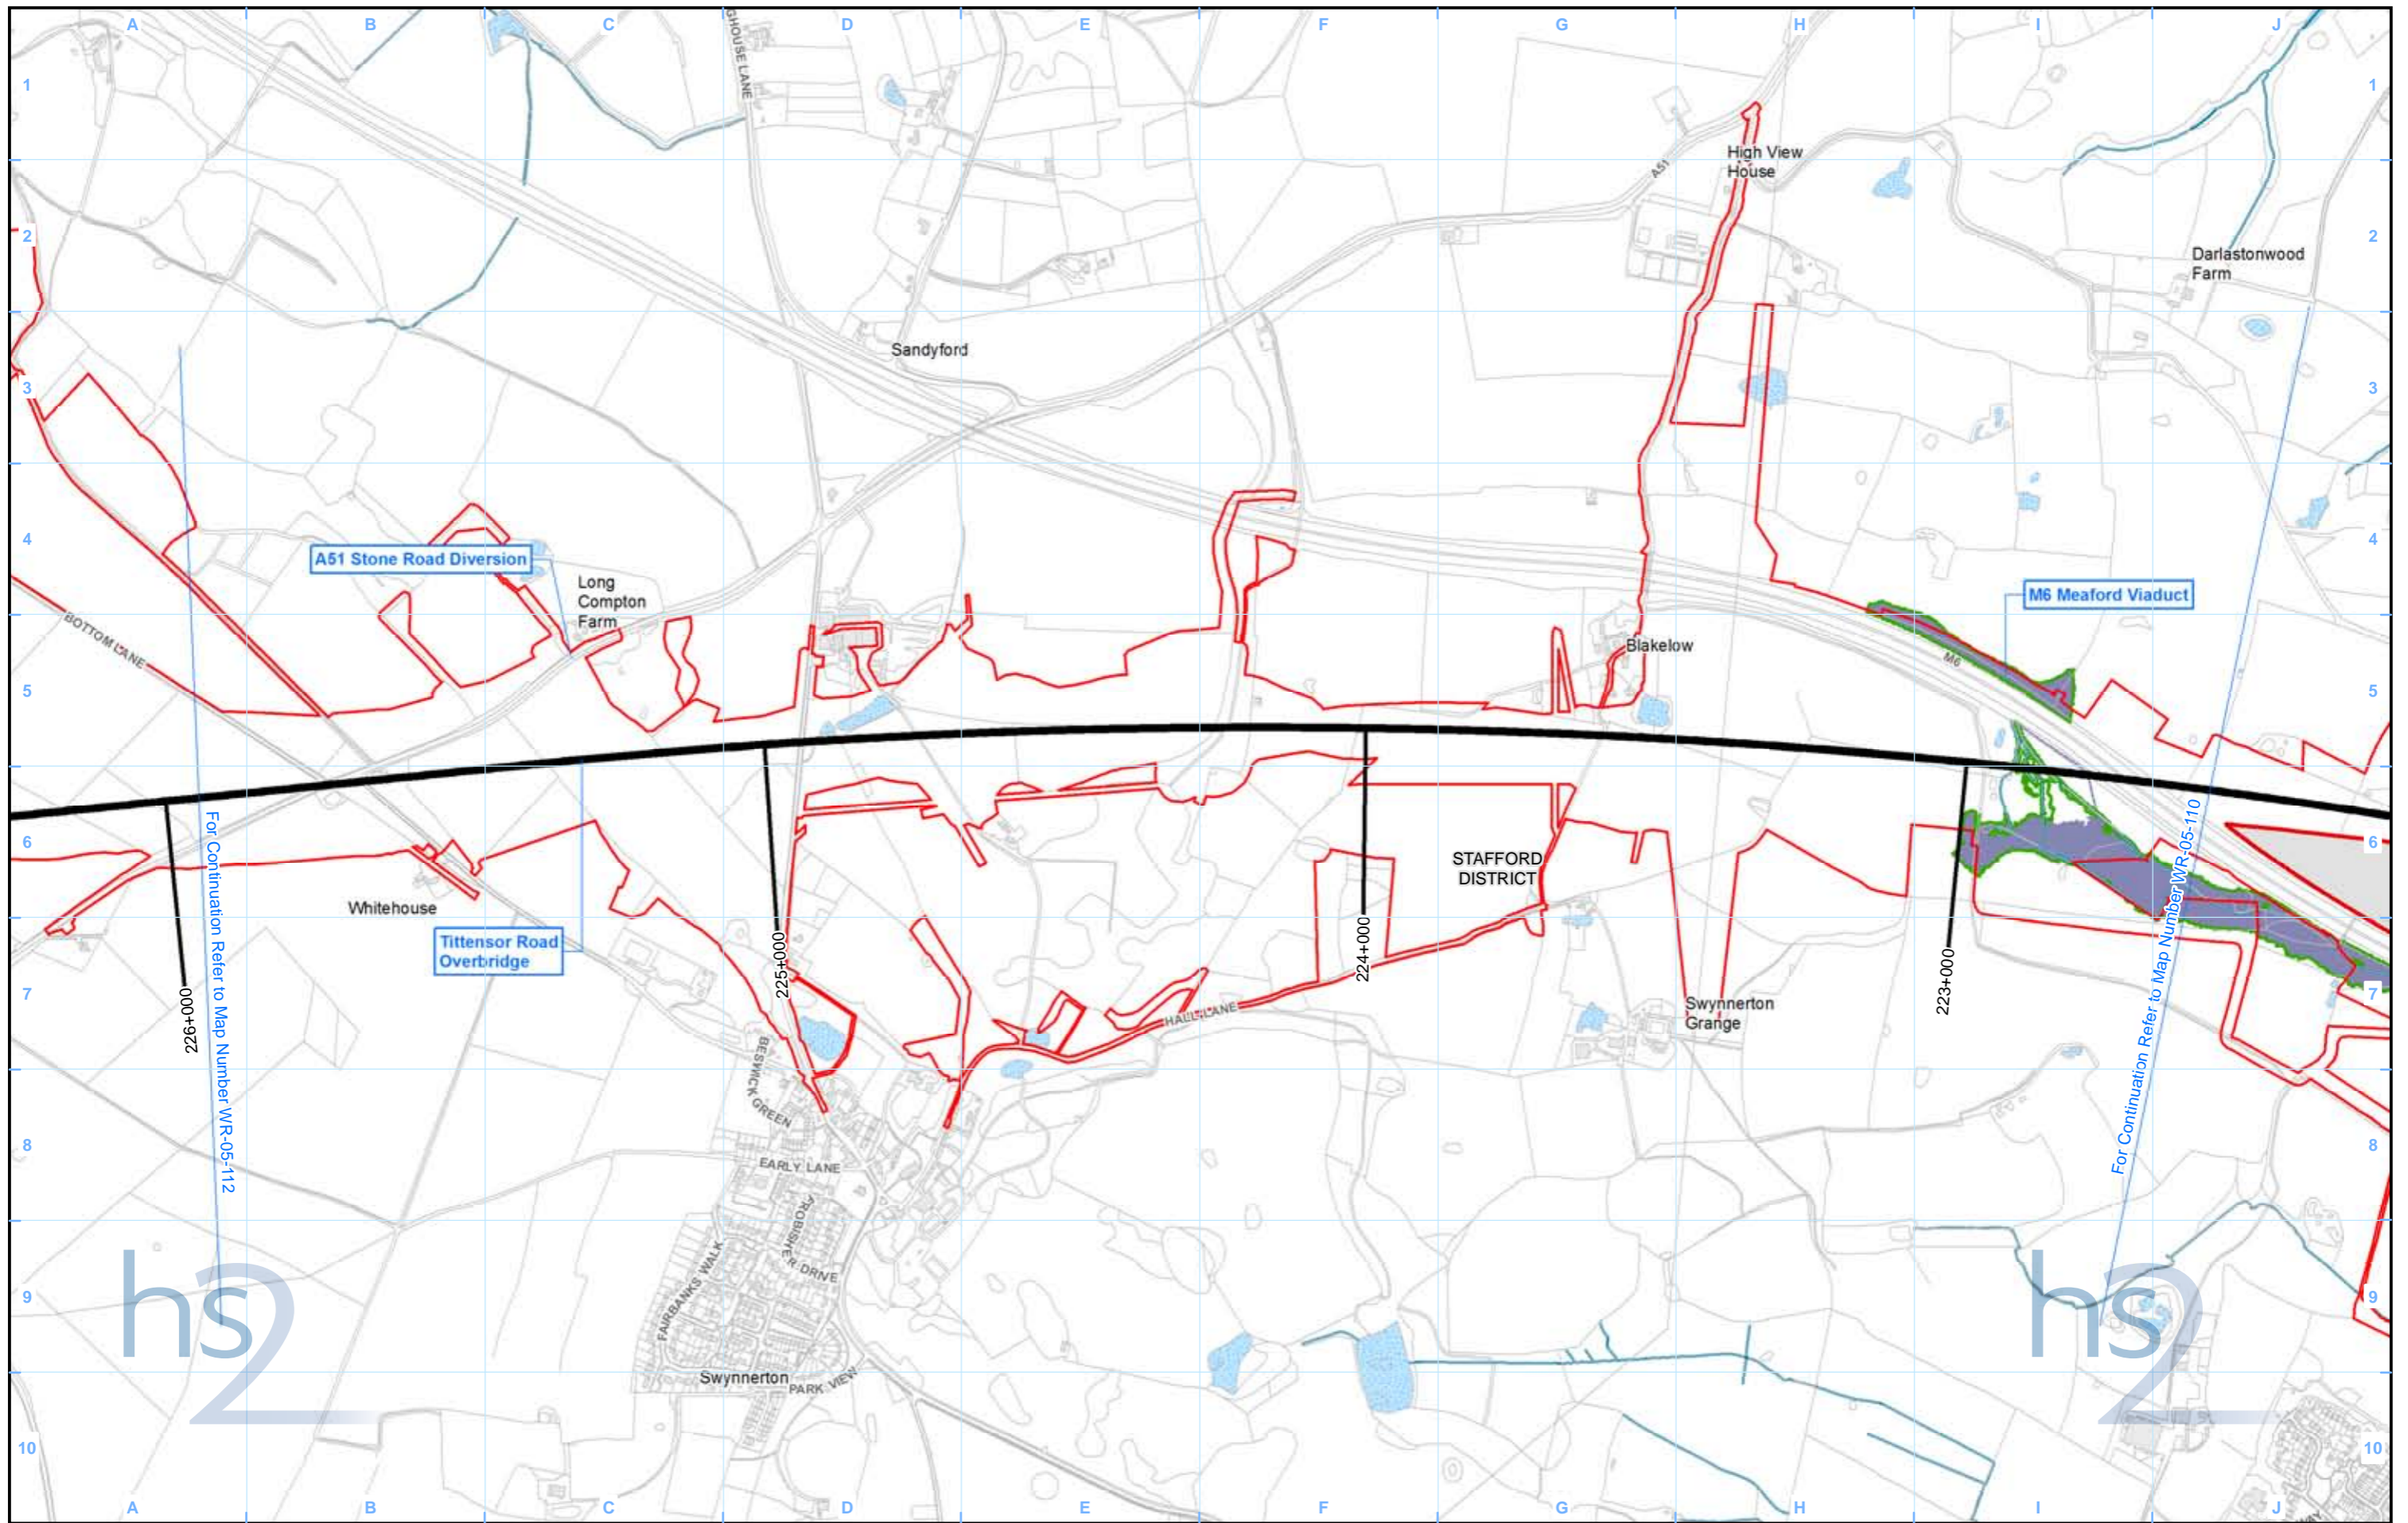 A B C D E F G H I J
1 1
GHOUSE LANE
A51
High View
House
2 2
Darlastonwood
Farm
Sandyford
3 3
4 4
A51 Stone Road Diversion
Long
Compton
Farm
M6 Meaford Viaduct
BOTTOM LANE
Blakelow
M6
5 5
6 6
STAFFORD
DISTRICT
Whitehouse
Tittensor Road
Overbridge
226+000
225+000
224+000
223+000
For Continuation Refer to Map Number WR-05-112
For Continuation Refer to Map Number WR-05-110
7 7
HALL LANE
Swynnerton
Grange
BESWICK GREEN
8 8
EARLY LANE
FROBISHER DRIVE
FAIRBANKS WALK
hs2
hs2
9 9
Swynnerton
PARK VIEW
10 10
WAY
A B C D E F G H I J